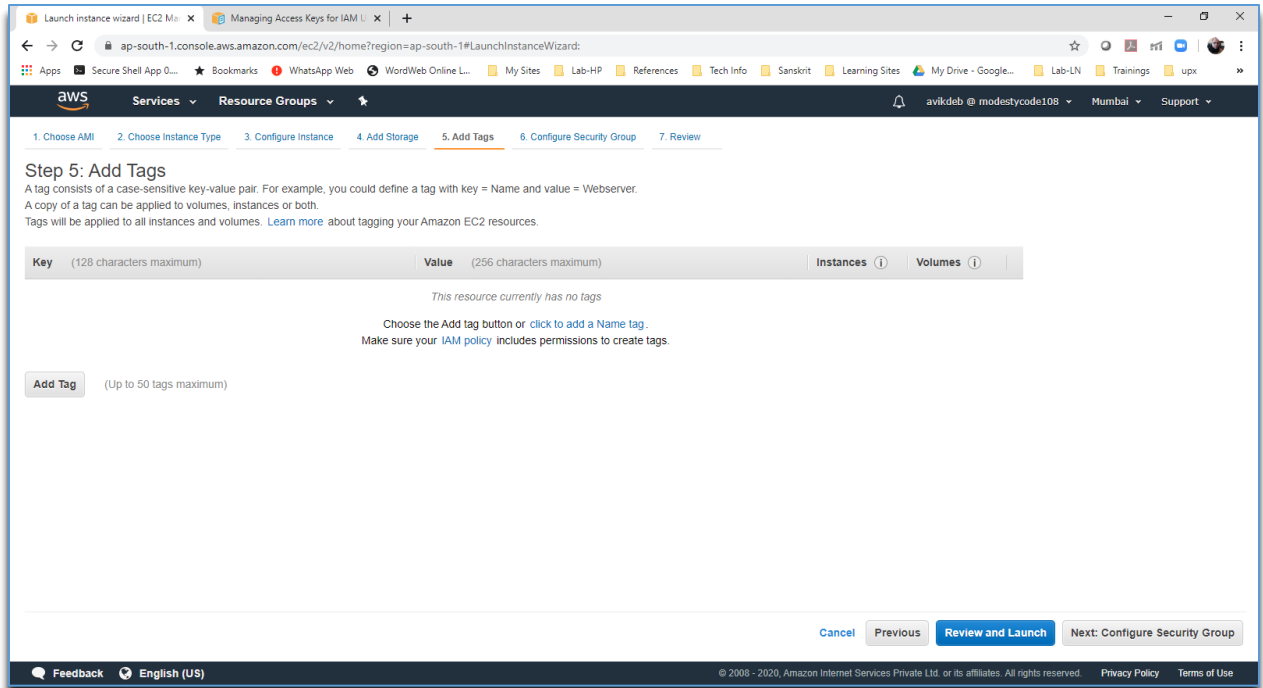 Launch instance wizard | EC2 Ma
Managing Access Keys for IAM U
ap-south-1.console.aws.amazon.com/ec2/v2/home?region=ap-south-1#LaunchInstanceWizard:
Apps Secure Shell App 0.... Bookmarks WhatsApp Web WordWeb Online L... My Sites Lab-HP References Tech Info Sanskrit Learning Sites My Drive - Google... Lab-LN Trainings upx »
aws Services Resource Groups avikdeb @ modestycode108 Mumbai Support
1. Choose AMI 2. Choose Instance Type 3. Configure Instance 4. Add Storage 5. Add Tags 6. Configure Security Group 7. Review
Step 5: Add Tags
A tag consists of a case-sensitive key-value pair. For example, you could define a tag with key = Name and value = Webserver.
A copy of a tag can be applied to volumes, instances or both.
Tags will be applied to all instances and volumes. Learn more about tagging your Amazon EC2 resources.
Key (128 characters maximum) Value (256 characters maximum) Instances Volumes
This resource currently has no tags
Choose the Add tag button or click to add a Name tag.
Make sure your IAM policy includes permissions to create tags.
Add Tag (Up to 50 tags maximum)
Cancel Previous Review and Launch Next: Configure Security Group
Feedback English (US) © 2008 - 2020, Amazon Internet Services Private Ltd. or its affiliates. All rights reserved. Privacy Policy Terms of Use